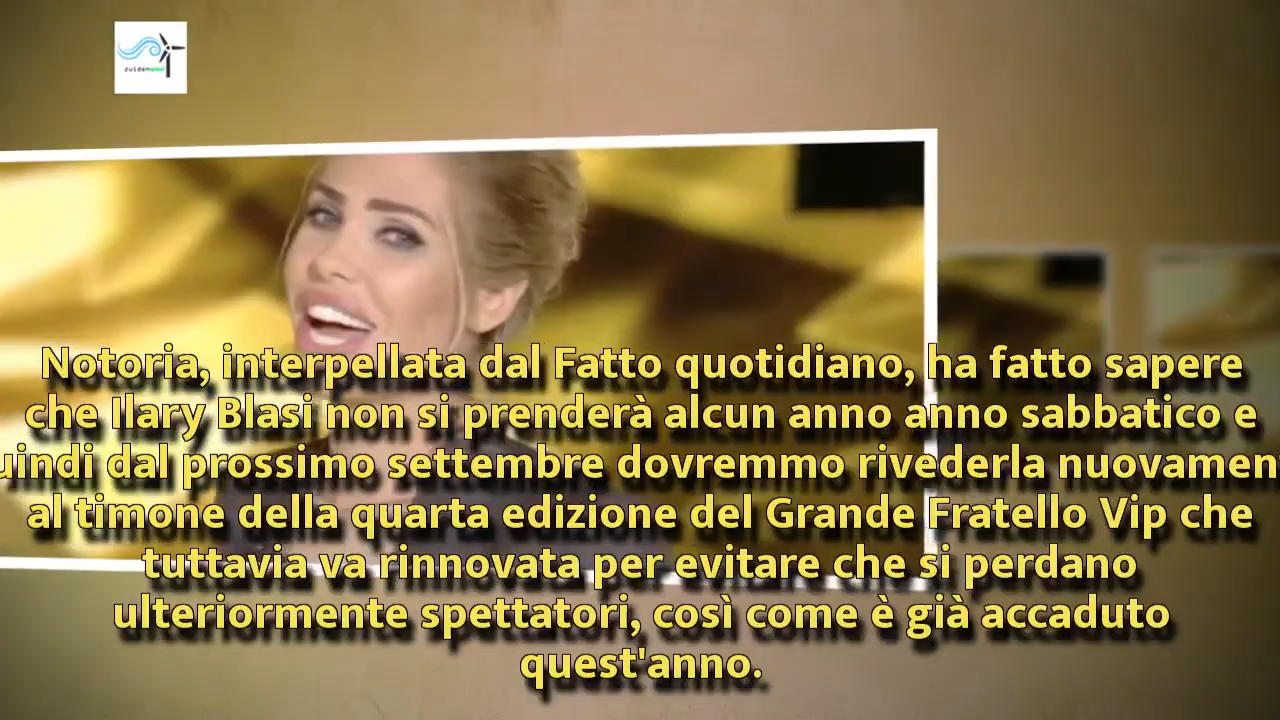 zuidenwind
Notoria, interpellata dal Fatto quotidiano, ha fatto sapere
che Ilary Blasi non si prenderà alcun anno anno sabbatico e
uindi dal prossimo settembre dovremmo rivederla nuovamen
al timone della quarta edizione del Grande Fratello Vip che
tuttavia va rinnovata per evitare che si perdano
ulteriormente spettatori, così come è già accaduto
quest'anno.